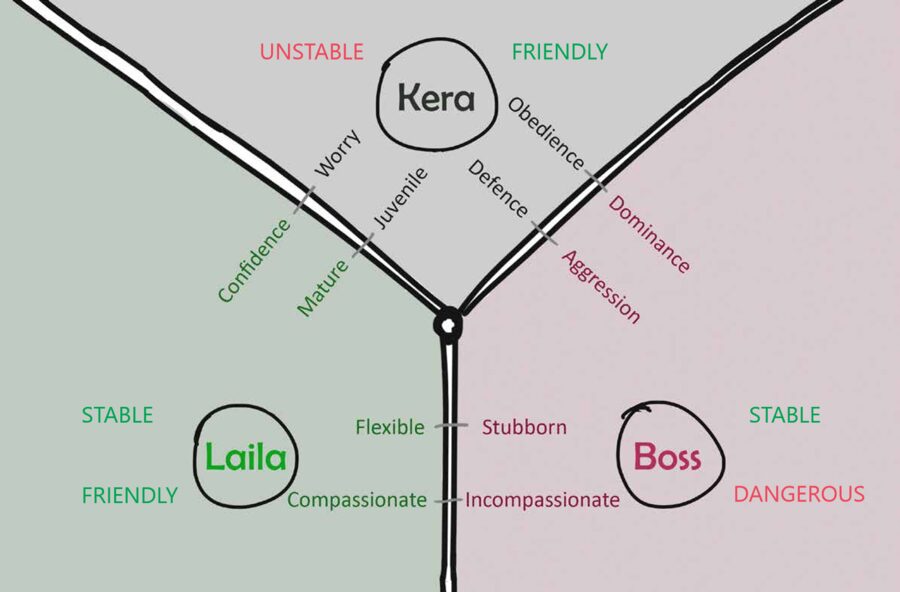 UNSTABLE
FRIENDLY
Kera
Worry
Juvenile
Defence
Obedience
Confidence
Mature
Aggression
Dominance
STABLE
Laila
FRIENDLY
Flexible
Stubborn
Compassionate
Incompassionate
STABLE
Boss
DANGEROUS